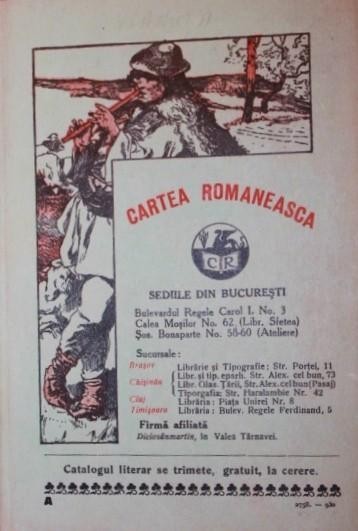 CARTEA ROMANEASCA
CR
SEDIILE DIN BUCUREȘTI
Bulevardul Regele Carol I. No. 3
Calea Moșilor No. 62 (Libr. Sfetea)
Șos. Bonaparte No. 58-60 (Ateliere)
Sucursale:
Brașov Librărie și Tipografie; Str. Porței, 11
Chișinău Libr. și tip. eparh. Str. Alex. cel bun, 73
Libr. Glas. Țării, Str. Alex. cel bun (Pasaj)
Tiporgafia: Str. Haralambie Nr. 42
Cluj Librăria: Piața Unirei Nr. 8
Timișoara Librăria: Bulev. Regele Ferdinand, 5
Firmă afiliată
Diciosânmartin, în Valea Târnavei.
Catalogul literar se trimete, gratuit, la cerere.
A
2758. — 920